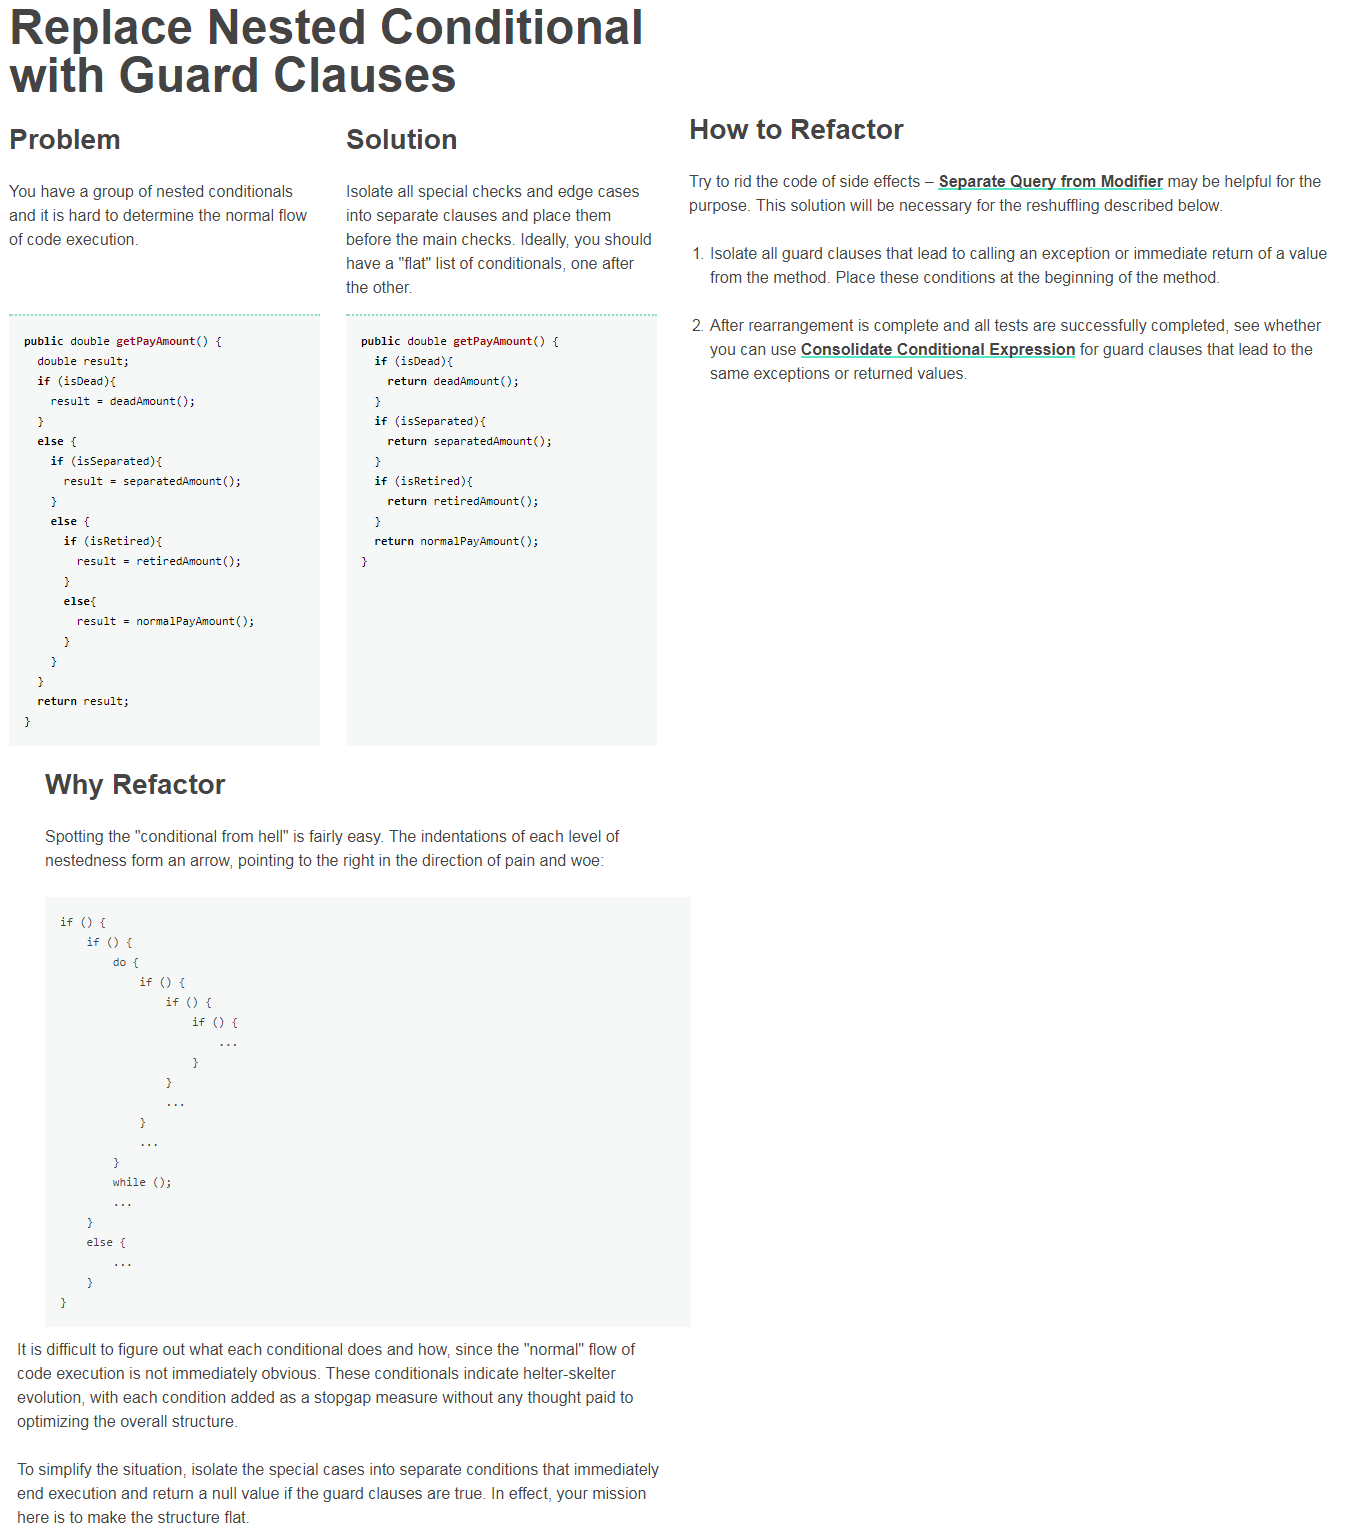 Replace Nested Conditional
with Guard Clauses
Problem
You have a group of nested conditionals
and it is hard to determine the normal flow
of code execution.
public double getPayAmount() {
  double result;
  if (isDead){
    result = deadAmount();
  }
  else {
    if (isSeparated){
      result = separatedAmount();
    }
    else {
      if (isRetired){
        result = retiredAmount();
      }
      else{
        result = normalPayAmount();
      }
    }
  }
  return result;
}
Solution
Isolate all special checks and edge cases
into separate clauses and place them
before the main checks. Ideally, you should
have a "flat" list of conditionals, one after
the other.
public double getPayAmount() {
  if (isDead){
    return deadAmount();
  }
  if (isSeparated){
    return separatedAmount();
  }
  if (isRetired){
    return retiredAmount();
  }
  return normalPayAmount();
}
Why Refactor
Spotting the "conditional from hell" is fairly easy. The indentations of each level of
nestedness form an arrow, pointing to the right in the direction of pain and woe:
if () {
    if () {
        do {
            if () {
                if () {
                    if () {
                        ...
                    }
                }
                ...
            }
            ...
        }
        while ();
        ...
    }
    else {
        ...
    }
}
It is difficult to figure out what each conditional does and how, since the "normal" flow of
code execution is not immediately obvious. These conditionals indicate helter-skelter
evolution, with each condition added as a stopgap measure without any thought paid to
optimizing the overall structure.
To simplify the situation, isolate the special cases into separate conditions that immediately
end execution and return a null value if the guard clauses are true. In effect, your mission
here is to make the structure flat.
How to Refactor
Try to rid the code of side effects – Separate Query from Modifier may be helpful for the
purpose. This solution will be necessary for the reshuffling described below.
1. Isolate all guard clauses that lead to calling an exception or immediate return of a value
from the method. Place these conditions at the beginning of the method.
2. After rearrangement is complete and all tests are successfully completed, see whether
you can use Consolidate Conditional Expression for guard clauses that lead to the
same exceptions or returned values.